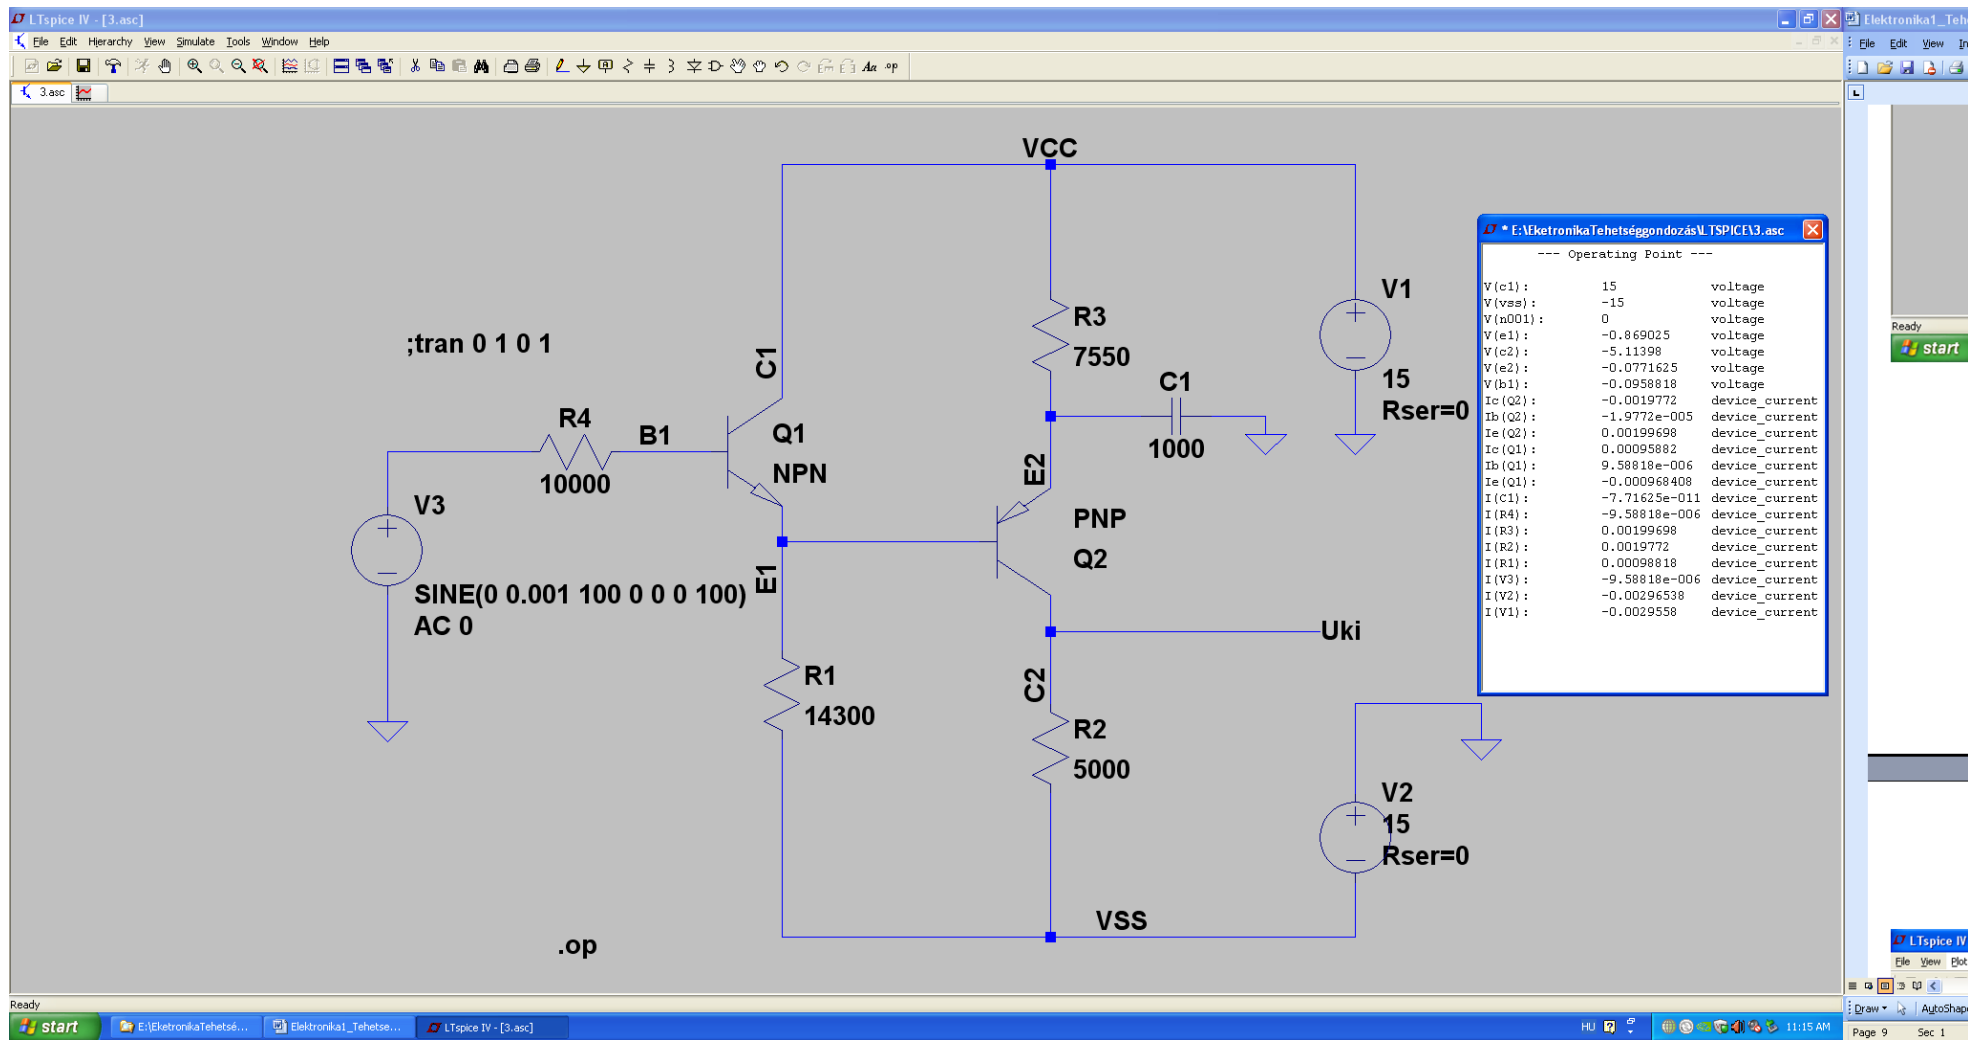 LTspice IV - [3.asc]
Elektronika1_Teh
File Edit Hierarchy View Simulate Tools Window Help
File Edit View In
3.asc
VCC
C1
;tran 0 1 0 1
R4
B1
10000
Q1
NPN
V3
SINE(0 0.001 100 0 0 0 100)
AC 0
E1
R1
14300
R3
7550
C1
1000
E2
PNP
Q2
Uki
C2
R2
5000
V1
15
Rser=0
V2
15
Rser=0
VSS
.op
* E:\EketronikaTehetséggondozás\LTSPICE\3.asc
--- Operating Point ---
V(c1): 15 voltage
V(vss): -15 voltage
V(n001): 0 voltage
V(e1): -0.869025 voltage
V(c2): -5.11398 voltage
V(e2): -0.0771625 voltage
V(b1): -0.0958818 voltage
Ic(Q2): -0.0019772 device_current
Ib(Q2): -1.9772e-005 device_current
Ie(Q2): 0.00199698 device_current
Ic(Q1): 0.00095882 device_current
Ib(Q1): 9.58818e-006 device_current
Ie(Q1): -0.000968408 device_current
I(C1): -7.71625e-011 device_current
I(R4): -9.58818e-006 device_current
I(R3): 0.00199698 device_current
I(R2): 0.0019772 device_current
I(R1): 0.00098818 device_current
I(V3): -9.58818e-006 device_current
I(V2): -0.00296538 device_current
I(V1): -0.0029558 device_current
Ready
start
LTspice IV
File View Plot
Draw AutoShap
Page 9 Sec 1
Ready
start
E:\EketronikaTehetsé...
Elektronika1_Tehetse...
LTspice IV - [3.asc]
HU
11:15 AM